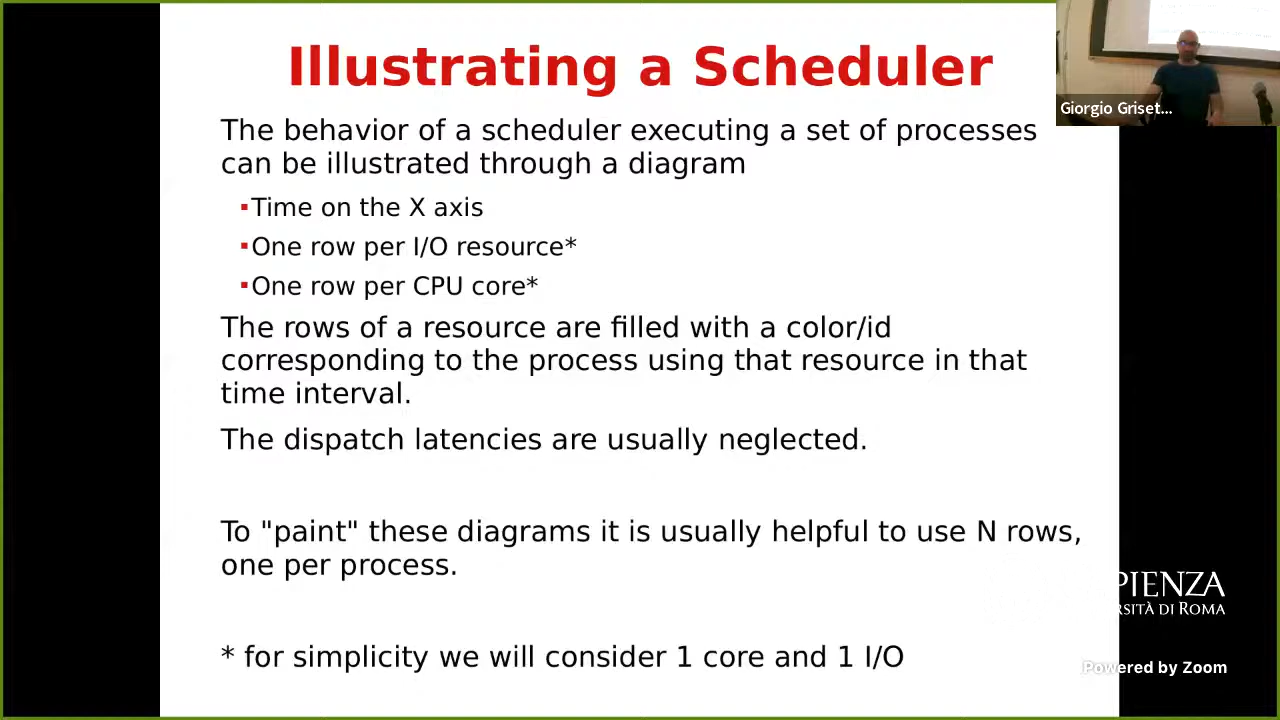 Illustrating a Scheduler
Giorgio Griset...
The behavior of a scheduler executing a set of processes
can be illustrated through a diagram
▪Time on the X axis
▪One row per I/O resource*
▪One row per CPU core*
The rows of a resource are filled with a color/id
corresponding to the process using that resource in that
time interval.
The dispatch latencies are usually neglected.
To "paint" these diagrams it is usually helpful to use N rows,
one per process.
PIENZA
RSITÀ DI ROMA
* for simplicity we will consider 1 core and 1 I/O
Powered by Zoom